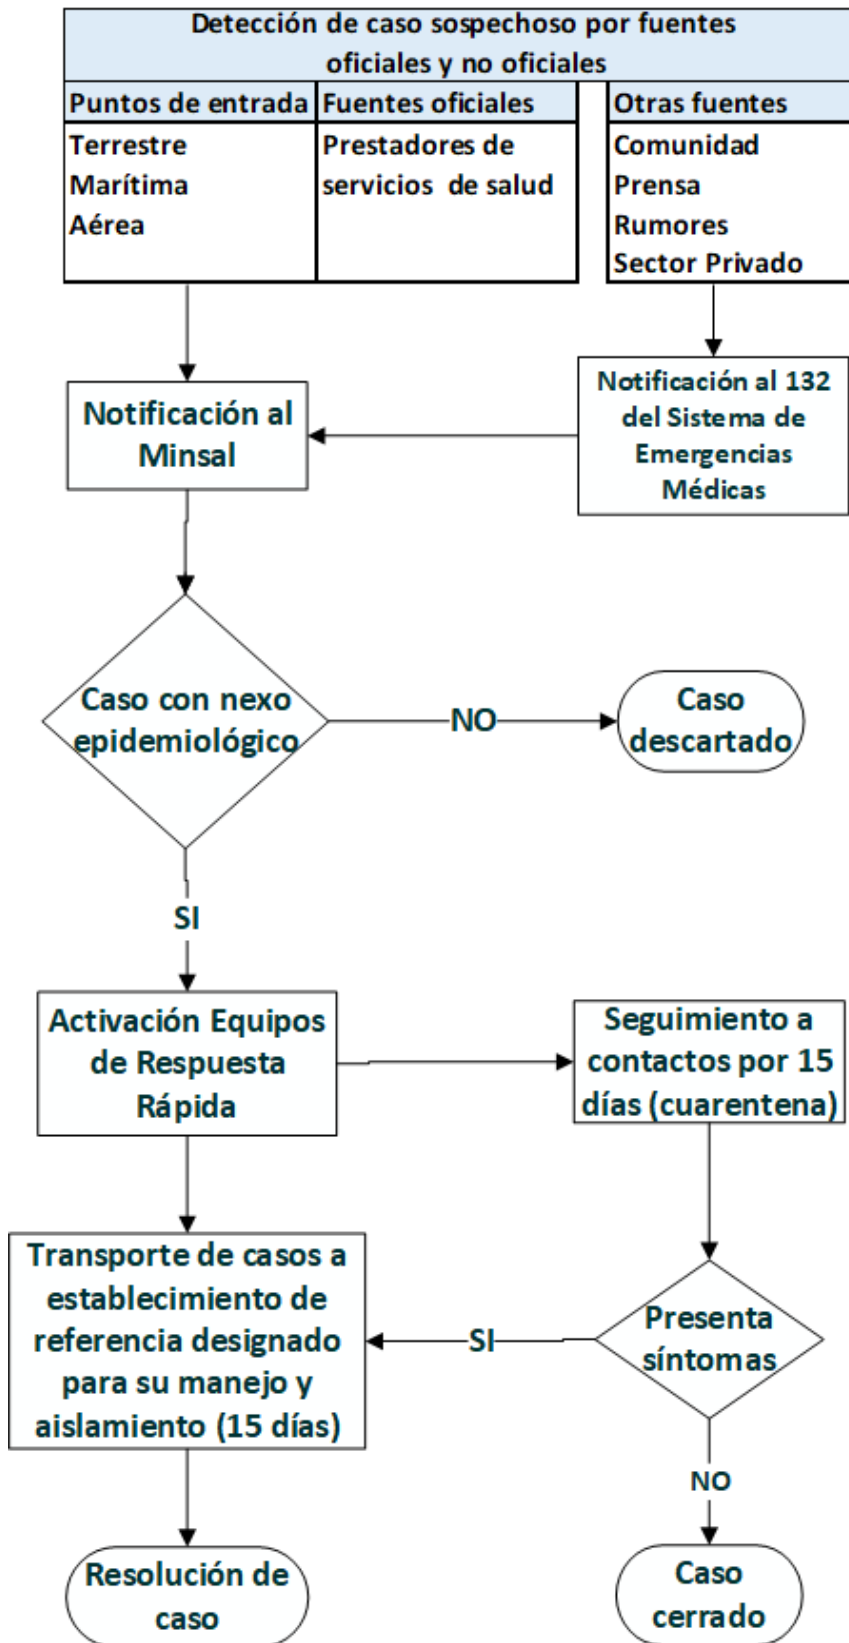 Detección de caso sospechoso por fuentes
oficiales y no oficiales
Puntos de entrada
Fuentes oficiales
Otras fuentes
Terrestre
Marítima
Aérea
Prestadores de
servicios de salud
Comunidad
Prensa
Rumores
Sector Privado
Notificación al
Minsal
Notificación al 132
del Sistema de
Emergencias
Médicas
Caso con nexo
epidemiológico
NO
Caso
descartado
SI
Activación Equipos
de Respuesta
Rápida
Seguimiento a
contactos por 15
días (cuarentena)
Transporte de casos a
establecimiento de
referencia designado
para su manejo y
aislamiento (15 días)
SI
Presenta
síntomas
NO
Resolución de
caso
Caso
cerrado